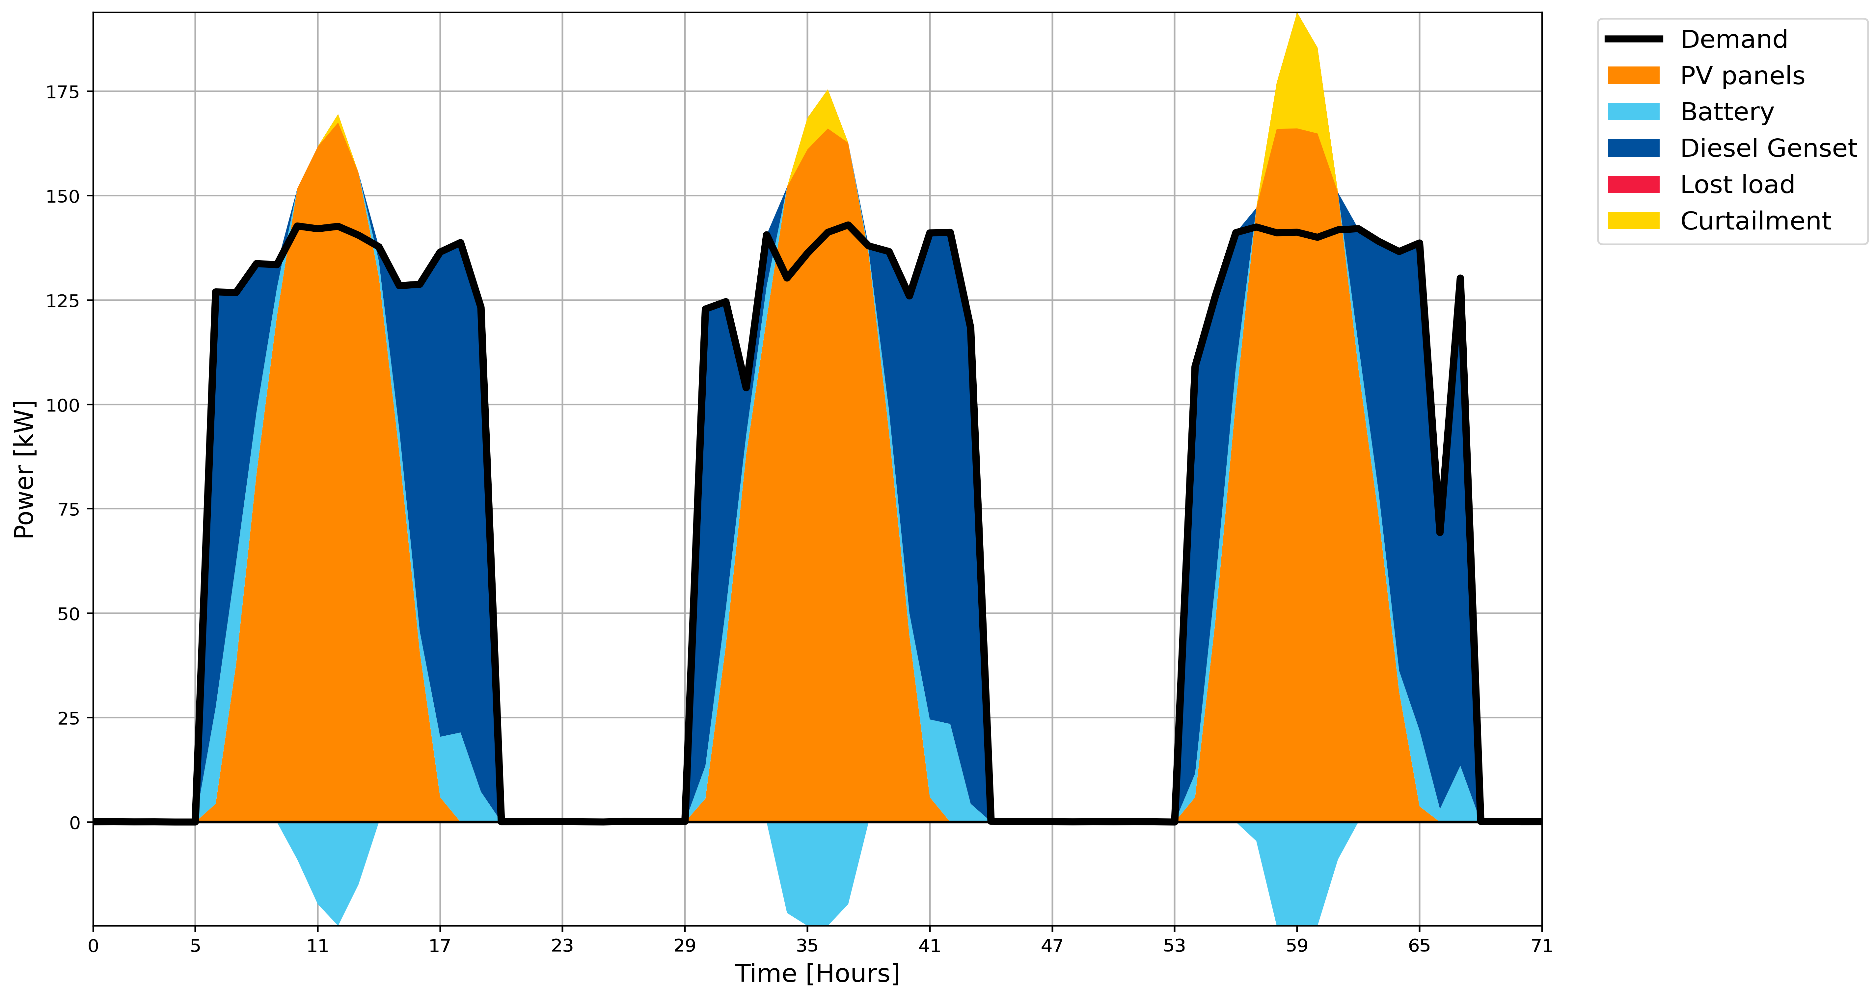 Demand
PV panels
Battery
Diesel Genset
Lost load
Curtailment
Power [kW]
175
150
125
100
75
50
25
0
0 5 11 17 23 29 35 41 47 53 59 65 71
Time [Hours]